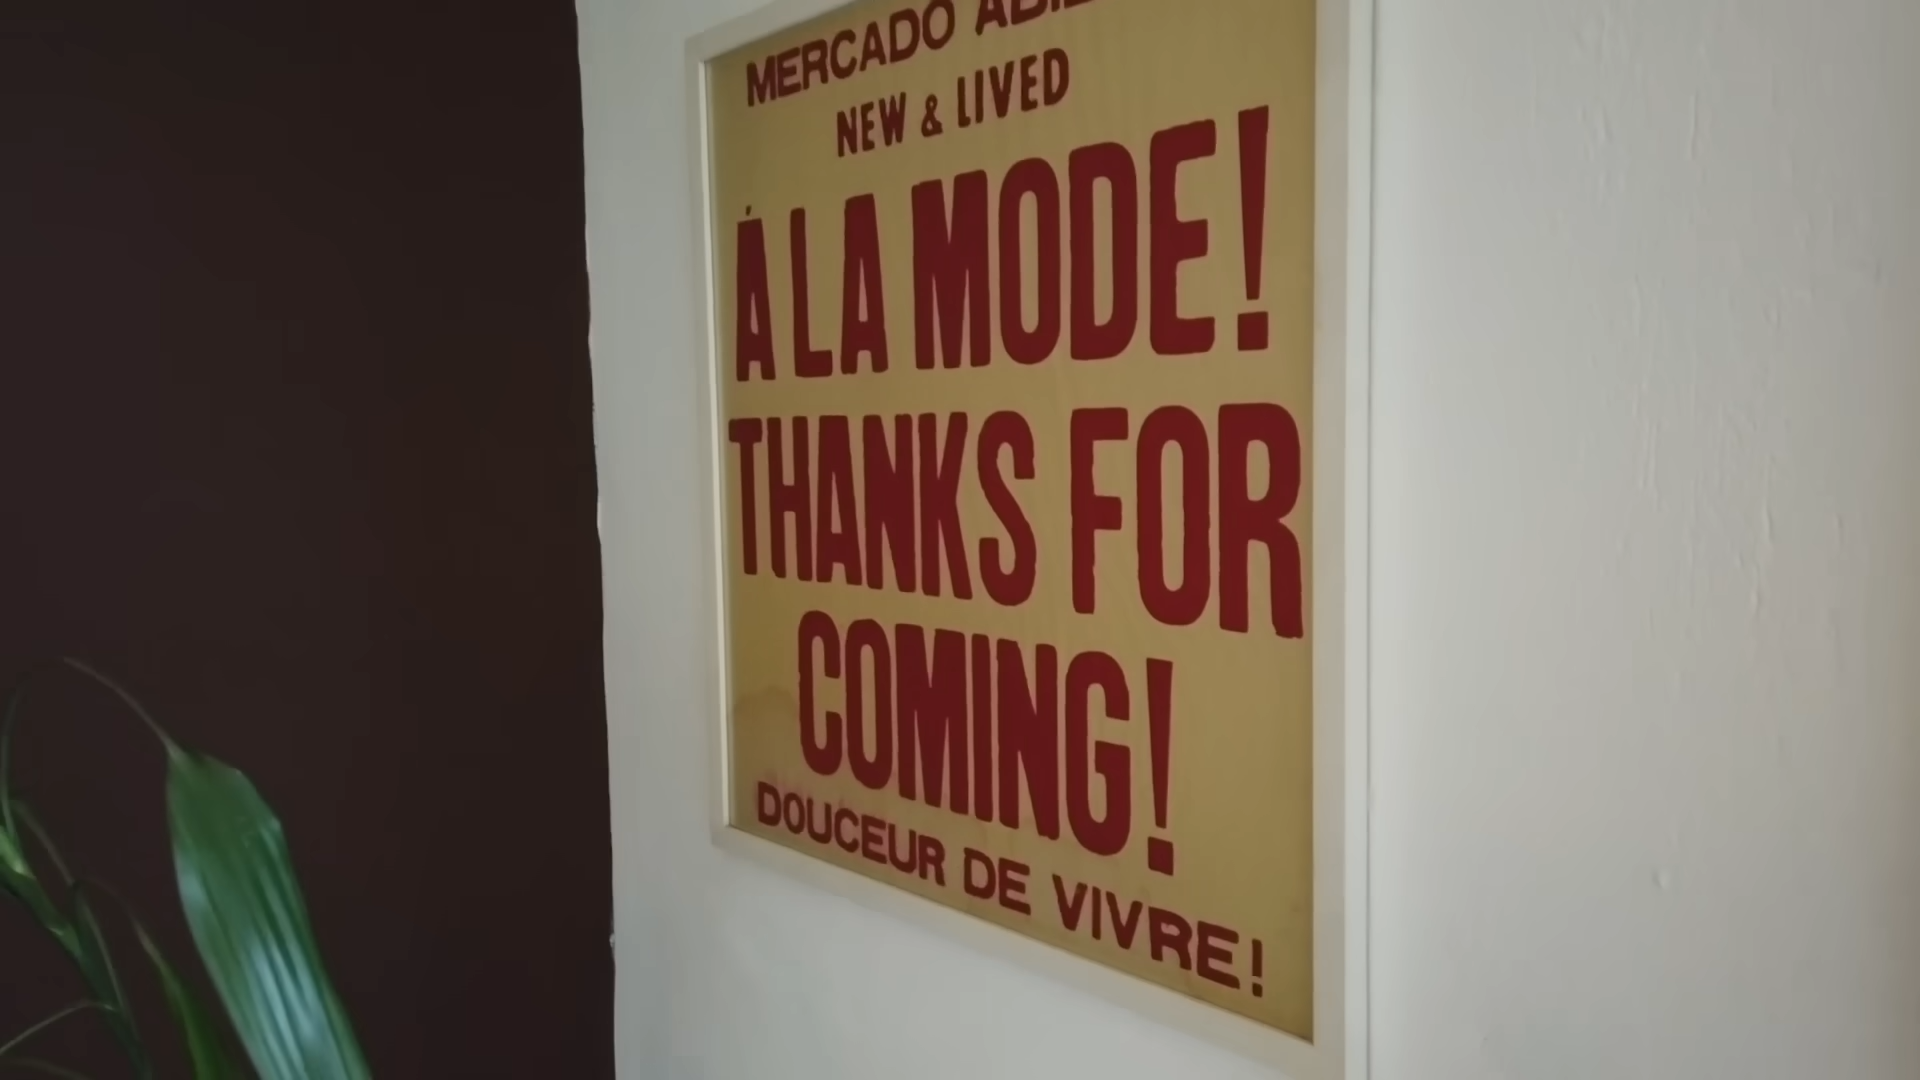 MERCADO
NEW & LIVED
Á LA MODE!
THANKS FOR
COMING!
DOUCEUR DE VIVRE!